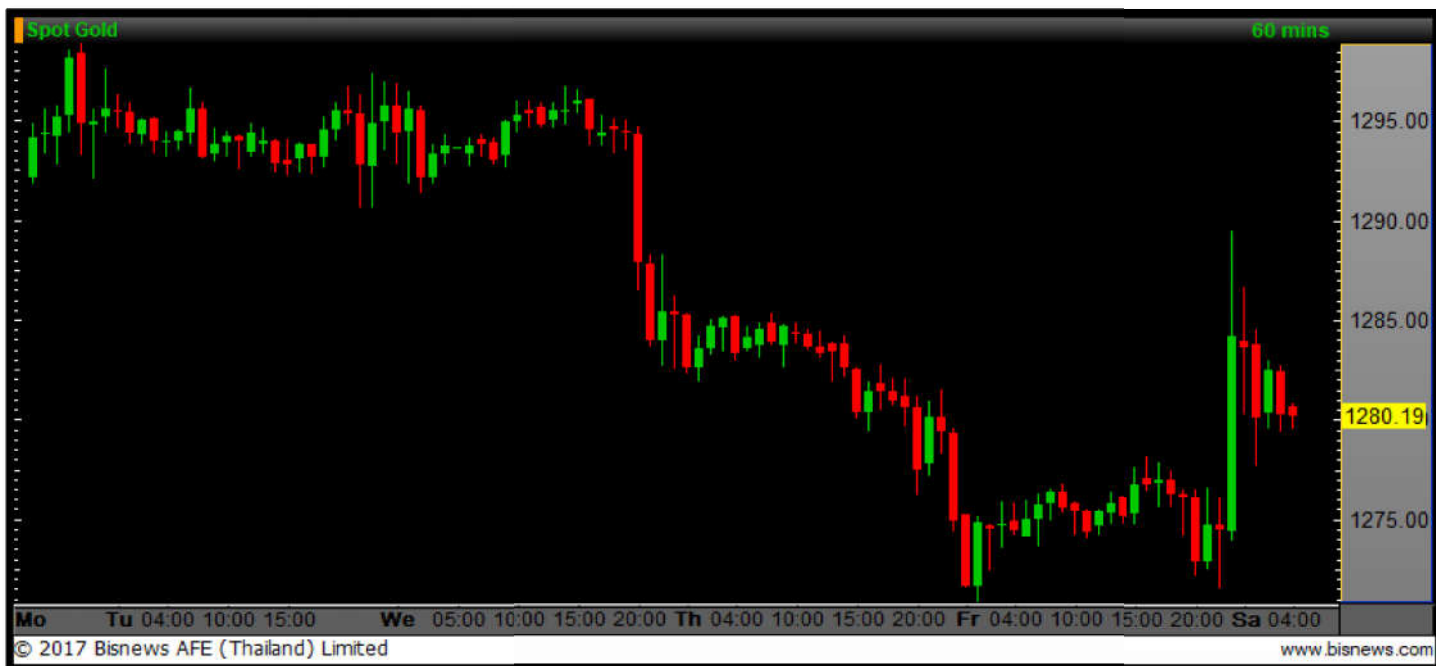 Spot Gold 60 mins
1295.00
1290.00
1285.00
1280.19
1275.00
Mo Tu 04:00 10:00 15:00 We 05:00 10:00 15:00 20:00 Th 04:00 10:00 15:00 20:00 Fr 04:00 10:00 15:00 20:00 Sa 04:00
© 2017 Bisnews AFE (Thailand) Limited www.bisnews.com